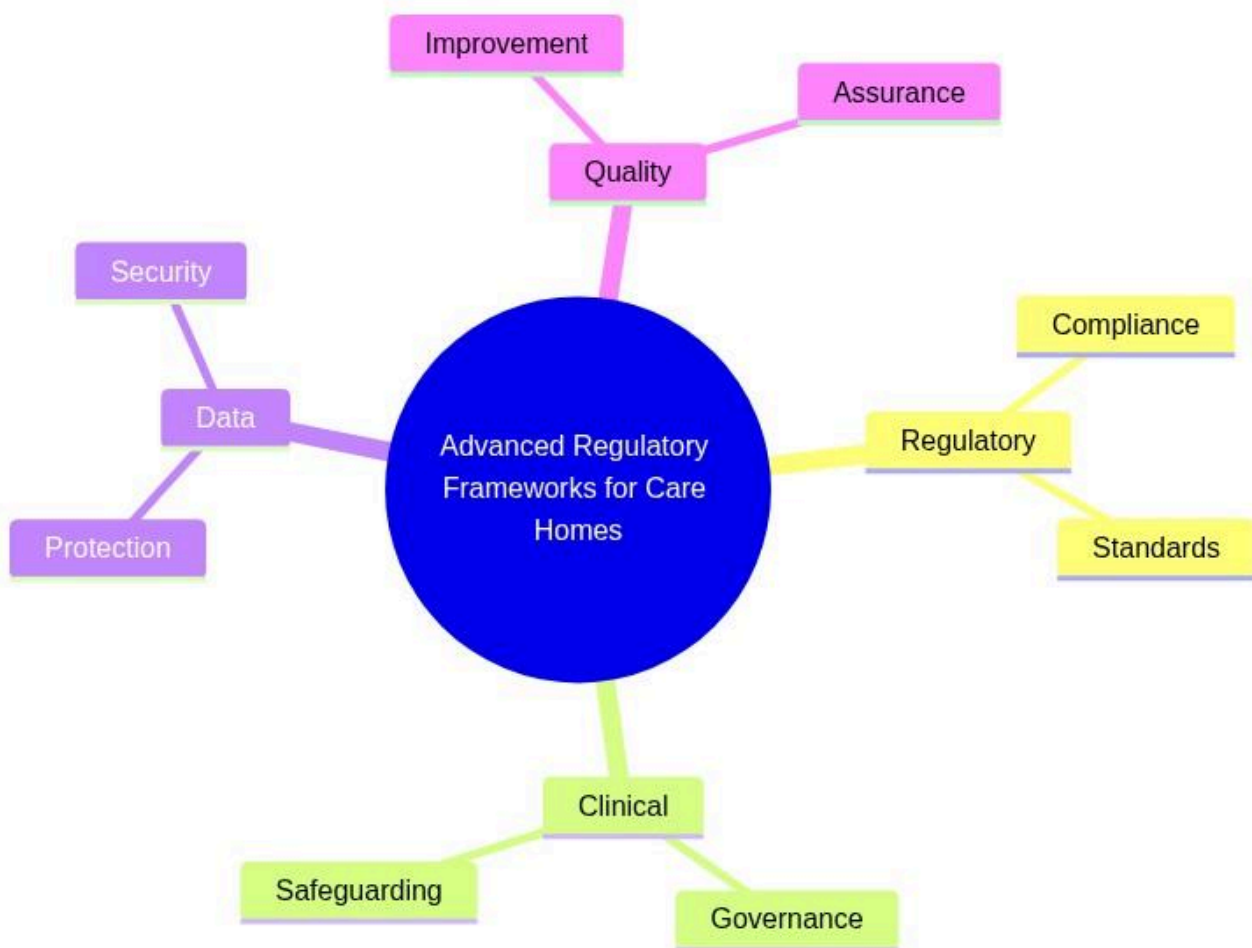 Improvement
Assurance
Quality
Security
Compliance
Data
Regulatory
Advanced Regulatory
Frameworks for Care
Homes
Protection
Standards
Clinical
Safeguarding
Governance